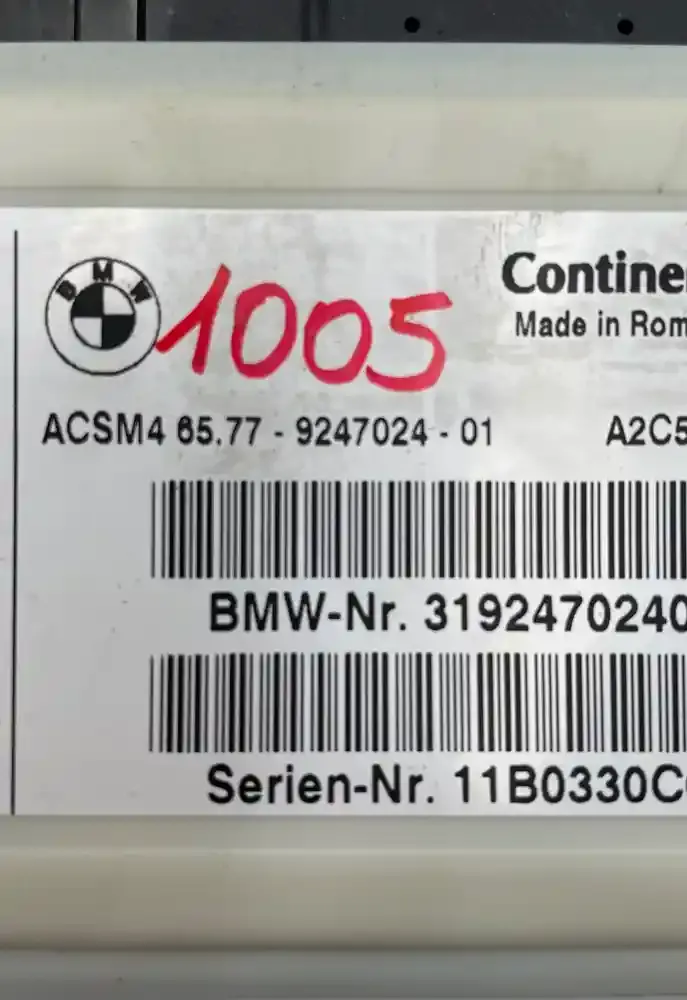 BMW
1005
Contine
Made in Rom
ACSM4 65.77 - 9247024 - 01 A2C5
BMW-Nr. 3192470240
Serien-Nr. 11B0330C